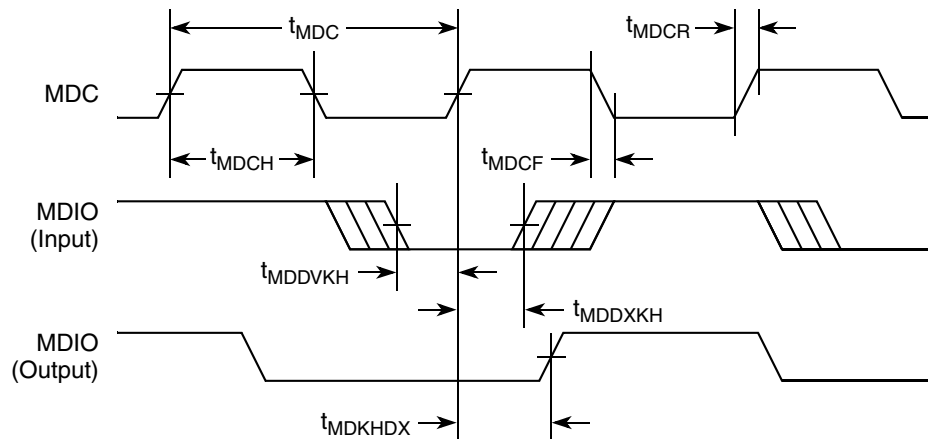 tMDC
tMDCR
MDC
tMDCH
tMDCF
MDIO
(Input)
tMDDVKH
tMDDXKH
MDIO
(Output)
tMDKHDX